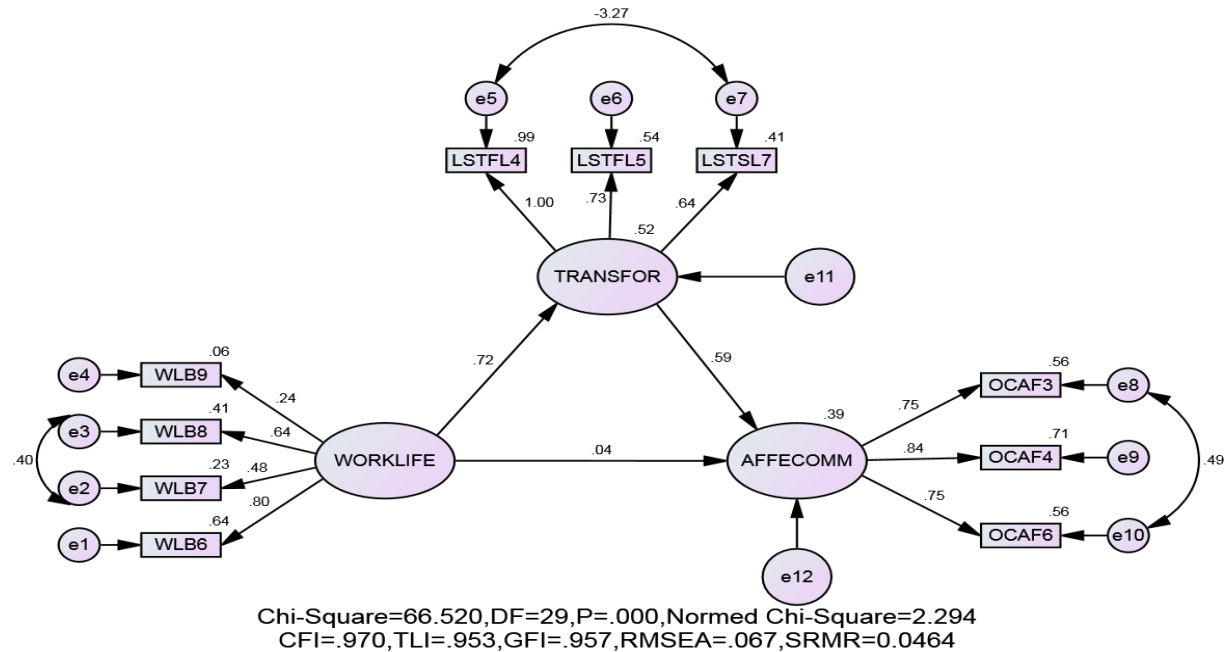 -3.27
e5
e6
e7
.99
.54
.41
LSTFL4
LSTFL5
LSTSL7
1.00
.73
.64
.52
TRANSFOR
e11
.72
.59
.06
e4
WLB9
.24
.41
e3
WLB8
.64
.40
.23
e2
WLB7
.48
.80
.64
e1
WLB6
WORKLIFE
.04
.39
AFFECOMM
e12
.75
.84
.75
.56
OCAF3
e8
.71
OCAF4
e9
.49
.56
OCAF6
e10
Chi-Square=66.520,DF=29,P=.000,Normed Chi-Square=2.294
CFI=.970,TLI=.953,GFI=.957,RMSEA=.067,SRMR=0.0464